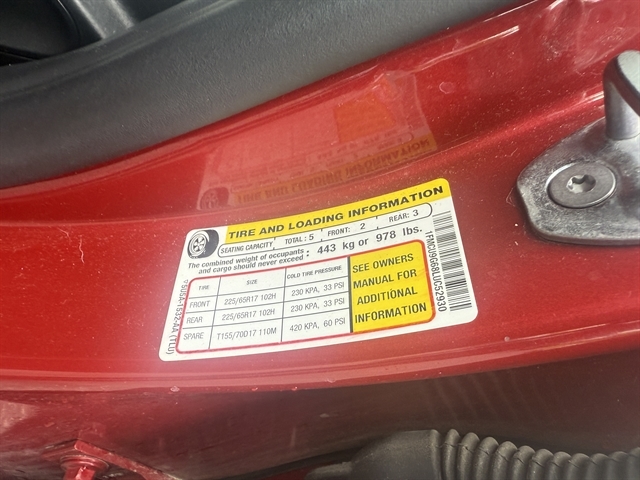 TIRE AND LOADING INFORMATION
SEATING CAPACITY TOTAL : 5 FRONT: 2 REAR: 3
The combined weight of occupants : 443 kg or 978 lbs.
and cargo should never exceed :
TIRE SIZE COLD TIRE PRESSURE
FRONT 225/65R17 102H 230 KPA, 33 PSI
REAR 225/65R17 102H 230 KPA, 33 PSI
SPARE T155/70D17 110M 420 KPA, 60 PSI
SEE OWNERS
MANUAL FOR
ADDITIONAL
INFORMATION
1FMCU9G68LUC52930
(TLU)